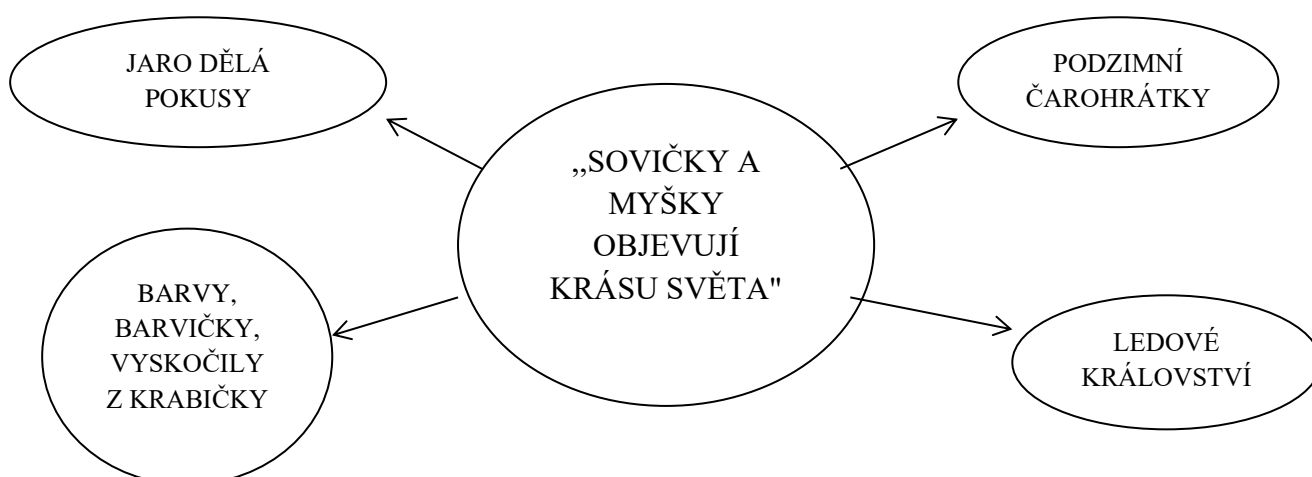 JARO DĚLÁ
POKUSY
PODZIMNÍ
ČAROHRÁTKY
,,SOVIČKY A
MYŠKY
OBJEVUJÍ
KRÁSU SVĚTA"
BARVY,
BARVIČKY,
VYSKOČILY
Z KRABIČKY
LEDOVÉ
KRÁLOVSTVÍ